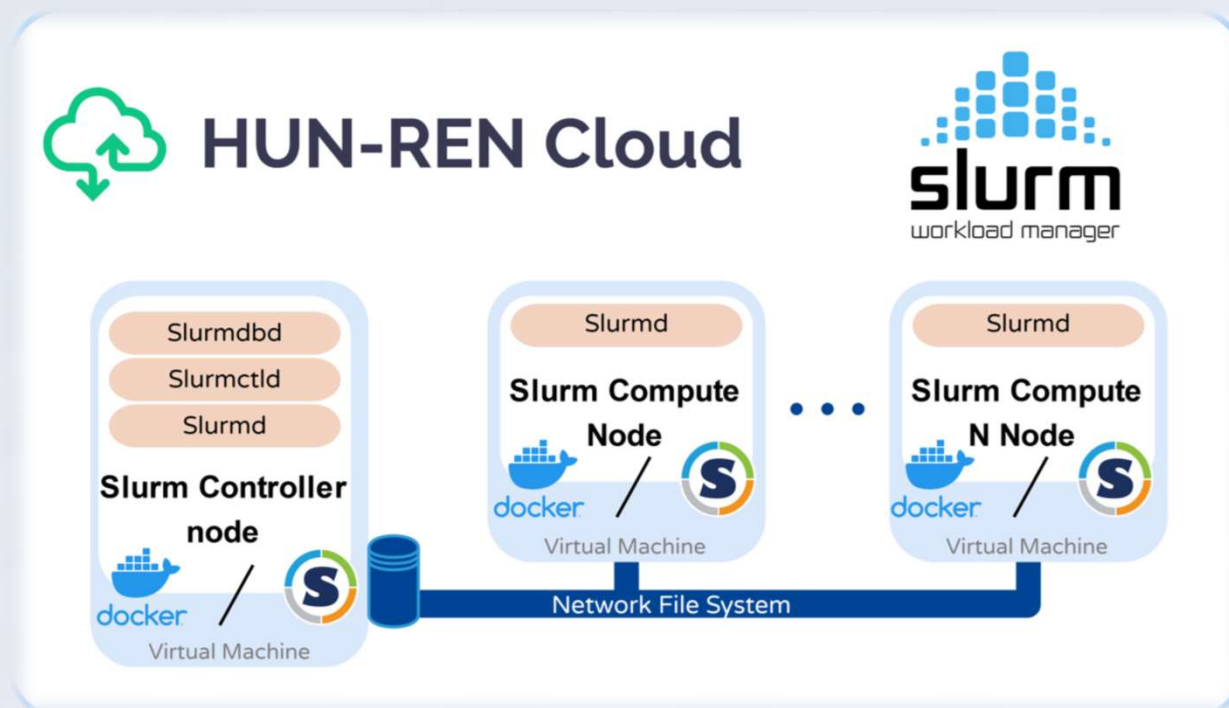 HUN-REN Cloud
slurm
workload manager
Slurmdbd
Slurmctld
Slurmd
Slurm Controller
node
docker
S
Virtual Machine
Slurmd
Slurm Compute
Node
docker
S
Virtual Machine
Slurmd
Slurm Compute
N Node
docker
S
Virtual Machine
Network File System